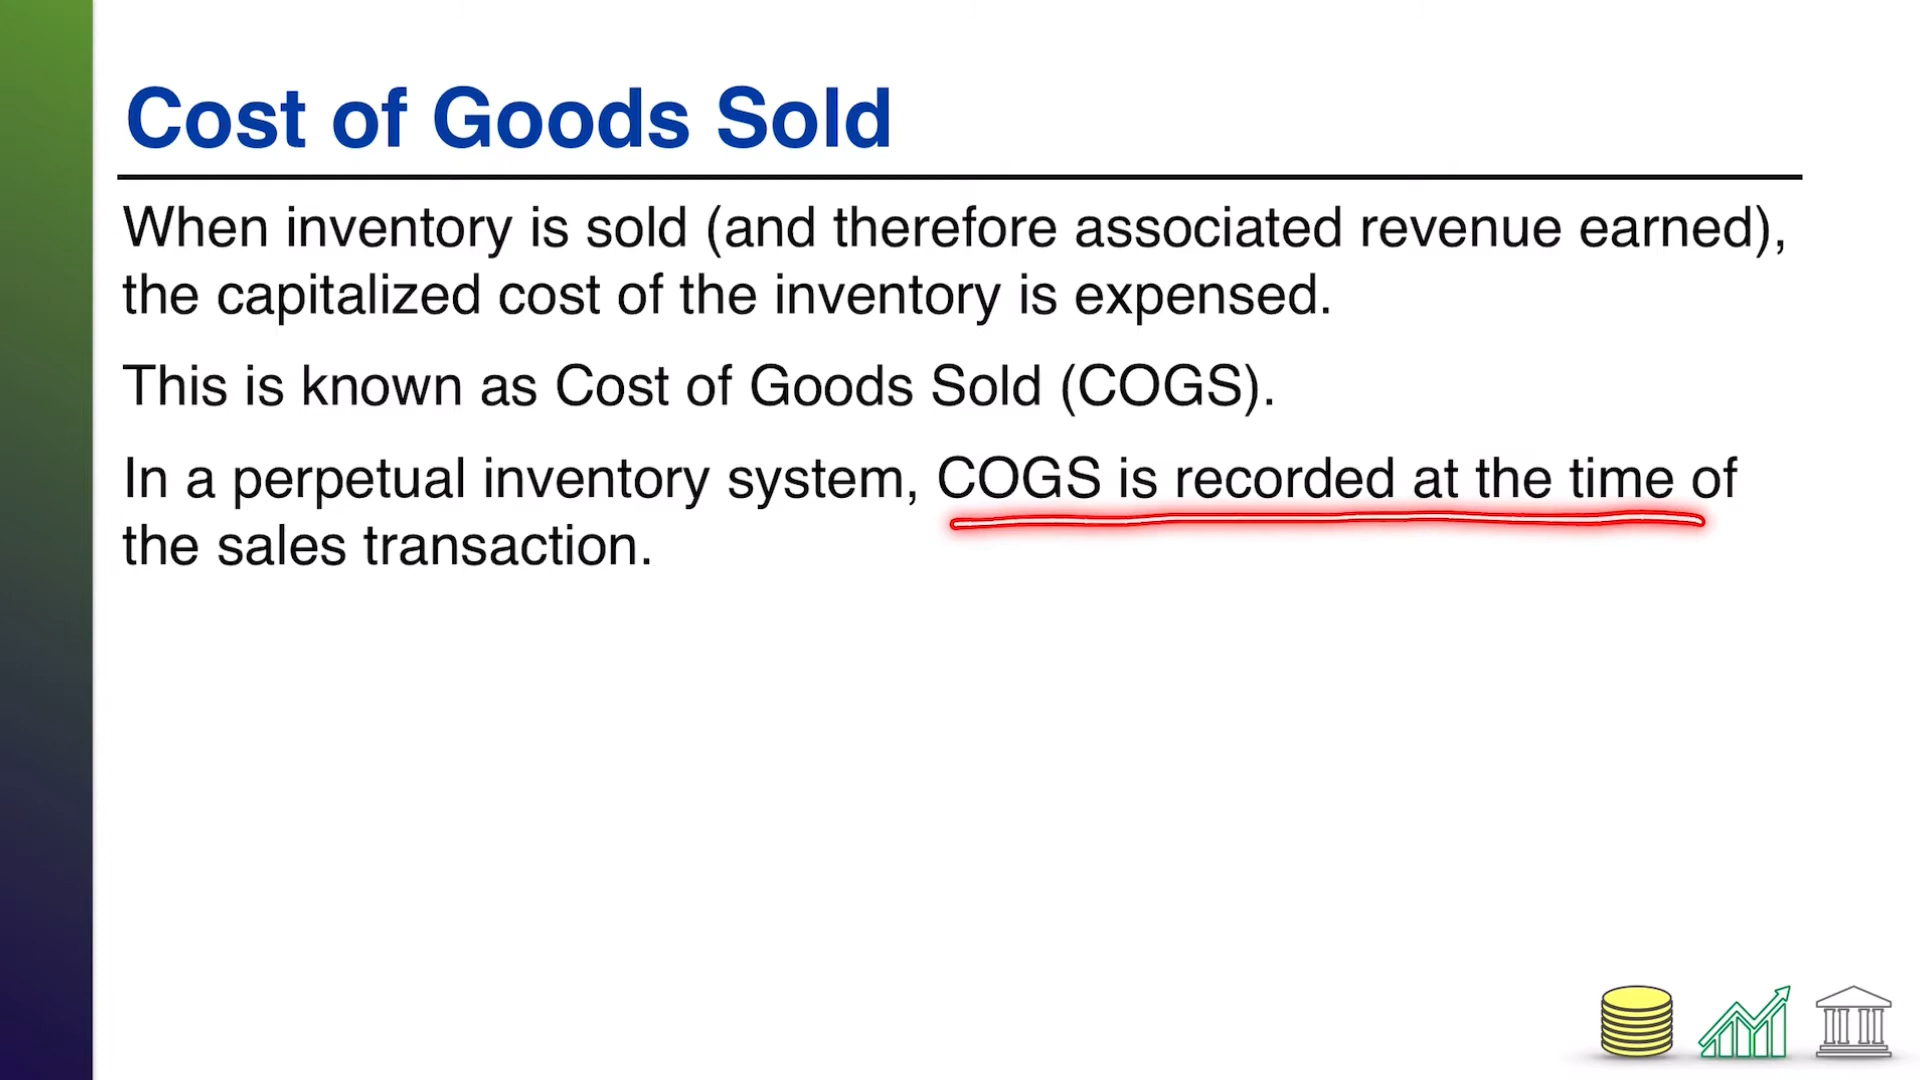 Cost of Goods Sold
When inventory is sold (and therefore associated revenue earned),
the capitalized cost of the inventory is expensed.
This is known as Cost of Goods Sold (COGS).
In a perpetual inventory system, COGS is recorded at the time of
the sales transaction.